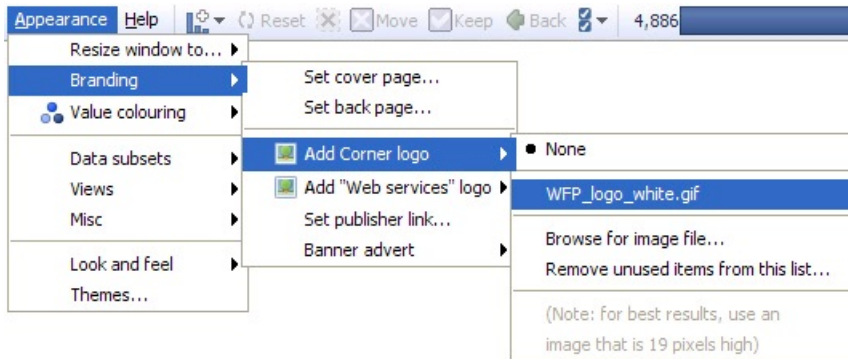 Appearance Help Reset Move Keep Back 4,886
Resize window to...
Branding
Value colouring
Data subsets
Views
Misc
Look and feel
Themes...
Set cover page...
Set back page...
Add Corner logo
Add "Web services" logo
Set publisher link...
Banner advert
None
WFP_logo_white.gif
Browse for image file...
Remove unused items from this list...
(Note: for best results, use an
image that is 19 pixels high)